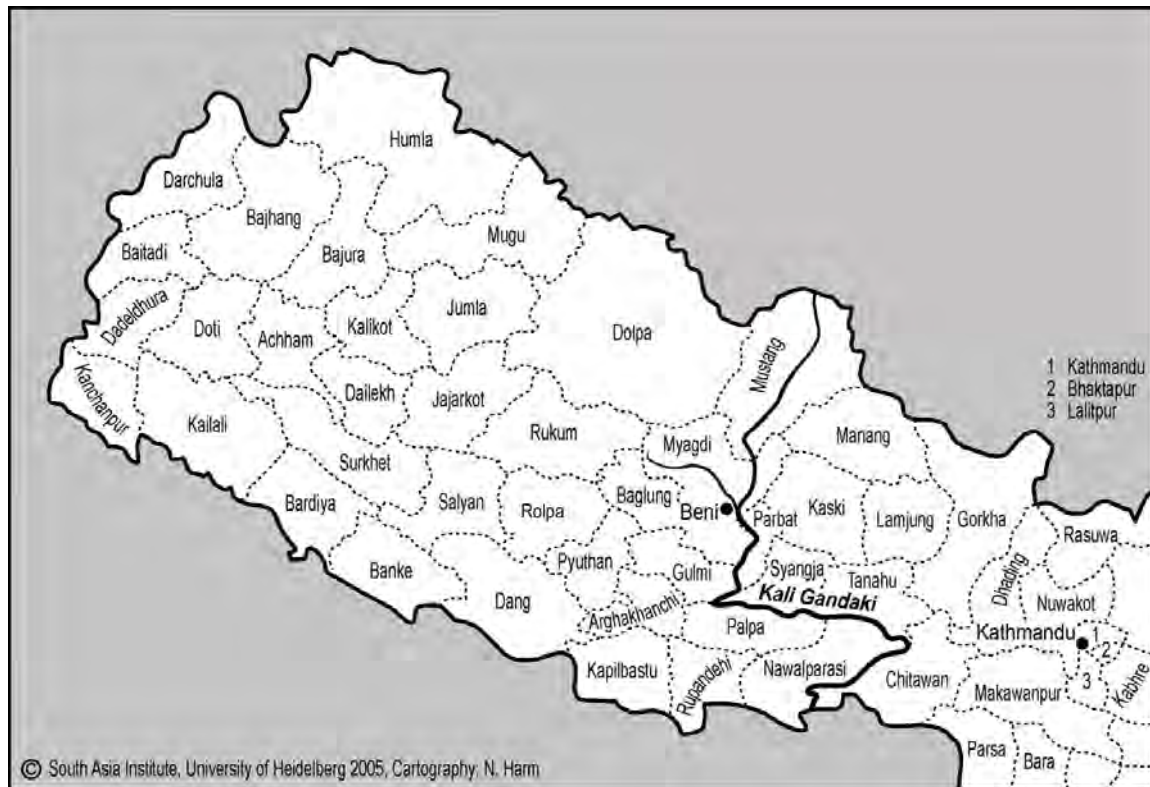 Humla
Darchula
Bajhang
Mugu
Baitadi
Bajura
Dadeldhura
Doti
Achham
Kalikot
Jumla
Dolpa
Mustang
1 Kathmandu
2 Bhaktapur
3 Lalitpur
Kanchanpur
Kailali
Dailekh
Jajarkot
Rukum
Myagdi
Manang
Surkhet
Bardiya
Salyan
Rolpa
Baglung
Beni
Parbat
Kaski
Lamjung
Gorkha
Rasuwa
Banke
Dang
Pyuthan
Gulmi
Syangja
Tanahu
Dhading
Nuwakot
Kali Gandaki
Arghakhanchi
Palpa
Kathmandu
1
2
3
Kabhre
Kapilbastu
Rupandehi
Nawalparasi
Chitawan
Makawanpur
Parsa
Bara
© South Asia Institute, University of Heidelberg 2005, Cartography: N. Harm